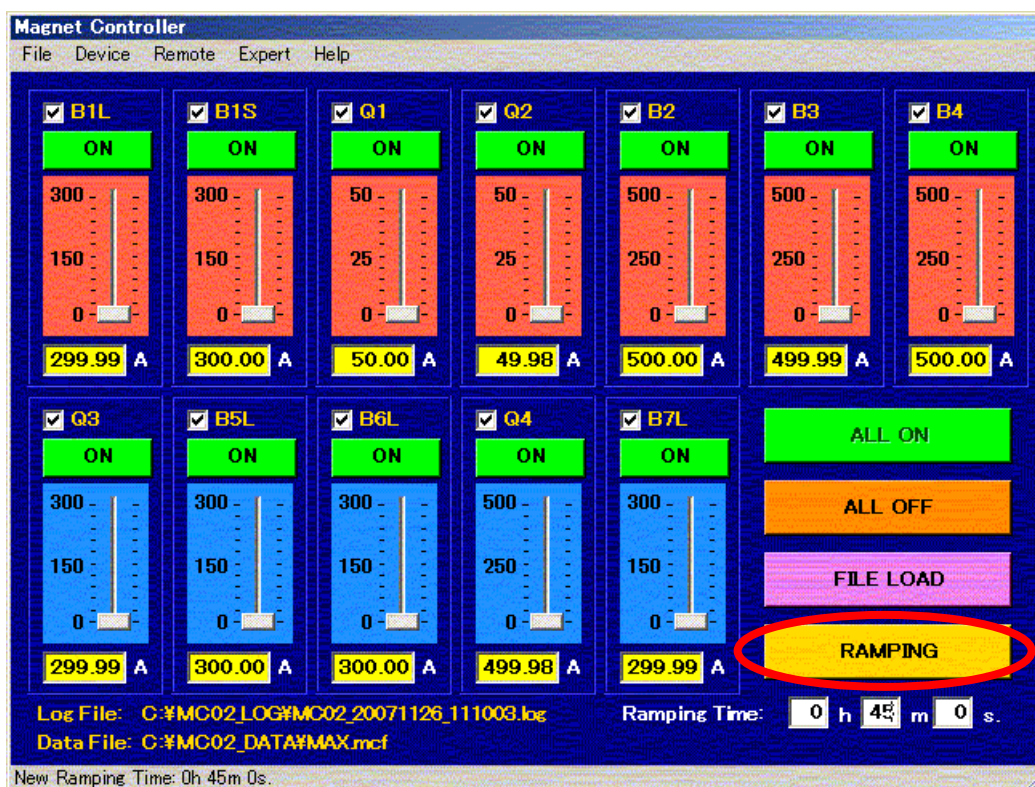 Magnet Controller
File Device Remote Expert Help
B1L B1S Q1 Q2 B2 B3 B4
ON ON ON ON ON ON ON
300 300 50 50 500 500 500
150 150 25 25 250 250 250
0 0 0 0 0 0 0
299.99 A 300.00 A 50.00 A 49.98 A 500.00 A 499.99 A 500.00 A
Q3 B5L B6L Q4 B7L
ALL ON
ON ON ON ON ON
300 300 300 500 300
ALL OFF
150 150 150 250 150
FILE LOAD
0 0 0 0 0
RAMPING
299.99 A 300.00 A 300.00 A 499.98 A 299.99 A
Log File: C:¥MC02_LOG¥MC02_20071126_111003.log
Ramping Time: 0 h 45 m 0 s.
Data File: C:¥MC02_DATA¥MAX.mcf
New Ramping Time: 0h 45m 0s.